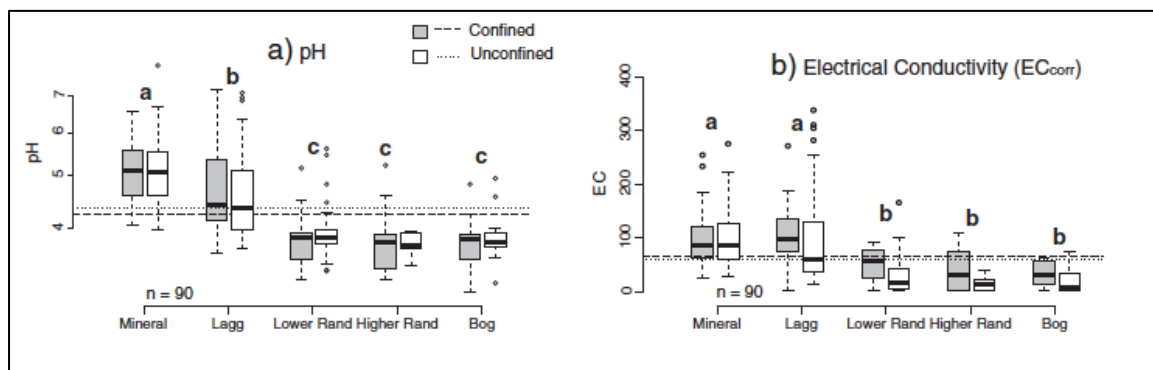 a) pH
Confined
Unconfined
pH
7
6
5
4
a
b
c
c
c
n = 90
Mineral
Lagg
Lower Rand
Higher Rand
Bog
b) Electrical Conductivity (ECcorr)
EC
400
300
200
100
0
a
a
b
b
b
n = 90
Mineral
Lagg
Lower Rand
Higher Rand
Bog